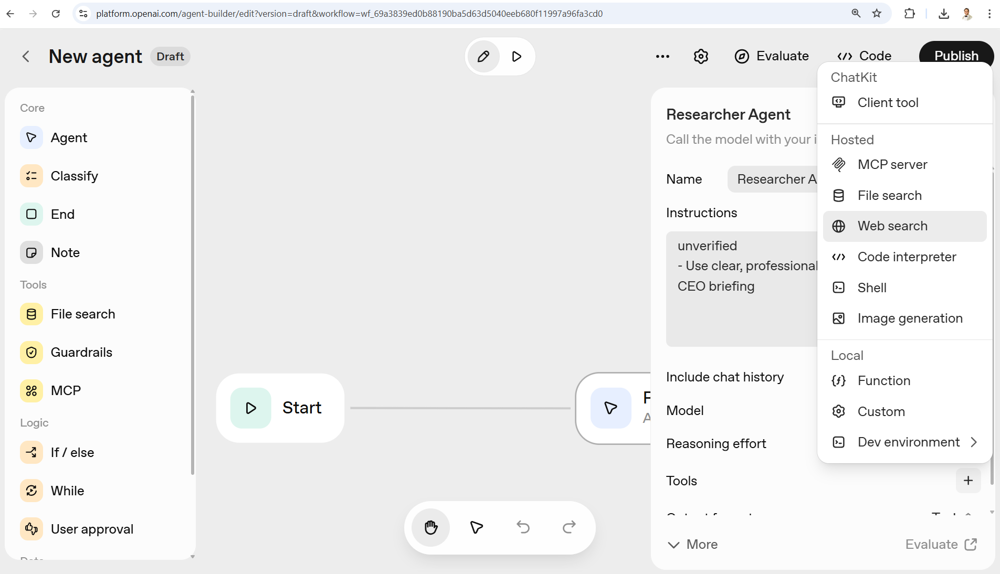 platform.openai.com/agent-builder/edit?version=draft&workflow=wf_69a3839ed0b88190ba5d63d5040eeb680f11997a96fa3cd0
New agent
Draft
Evaluate
Code
Publish
Core
Agent
Classify
End
Note
Tools
File search
Guardrails
MCP
Logic
If / else
While
User approval
Start
Researcher Agent
Call the model with your i
Name
Researcher A
Instructions
unverified
- Use clear, professional
CEO briefing
Include chat history
Model
Reasoning effort
Tools
More
Evaluate
ChatKit
Client tool
Hosted
MCP server
File search
Web search
Code interpreter
Shell
Image generation
Local
Function
Custom
Dev environment